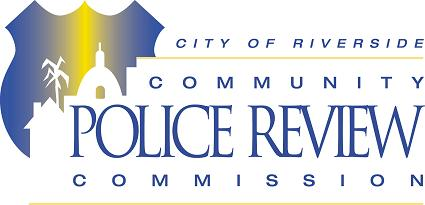 CITY OF RIVERSIDE
COMMUNITY
POLICE REVIEW
COMMISSION